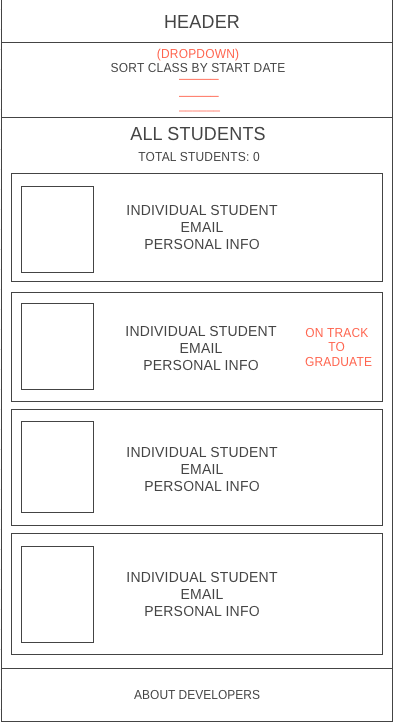 HEADER
(DROPDOWN)
SORT CLASS BY START DATE
ALL STUDENTS
TOTAL STUDENTS: 0
INDIVIDUAL STUDENT
EMAIL
PERSONAL INFO
INDIVIDUAL STUDENT
EMAIL
PERSONAL INFO
ON TRACK
TO
GRADUATE
INDIVIDUAL STUDENT
EMAIL
PERSONAL INFO
INDIVIDUAL STUDENT
EMAIL
PERSONAL INFO
ABOUT DEVELOPERS